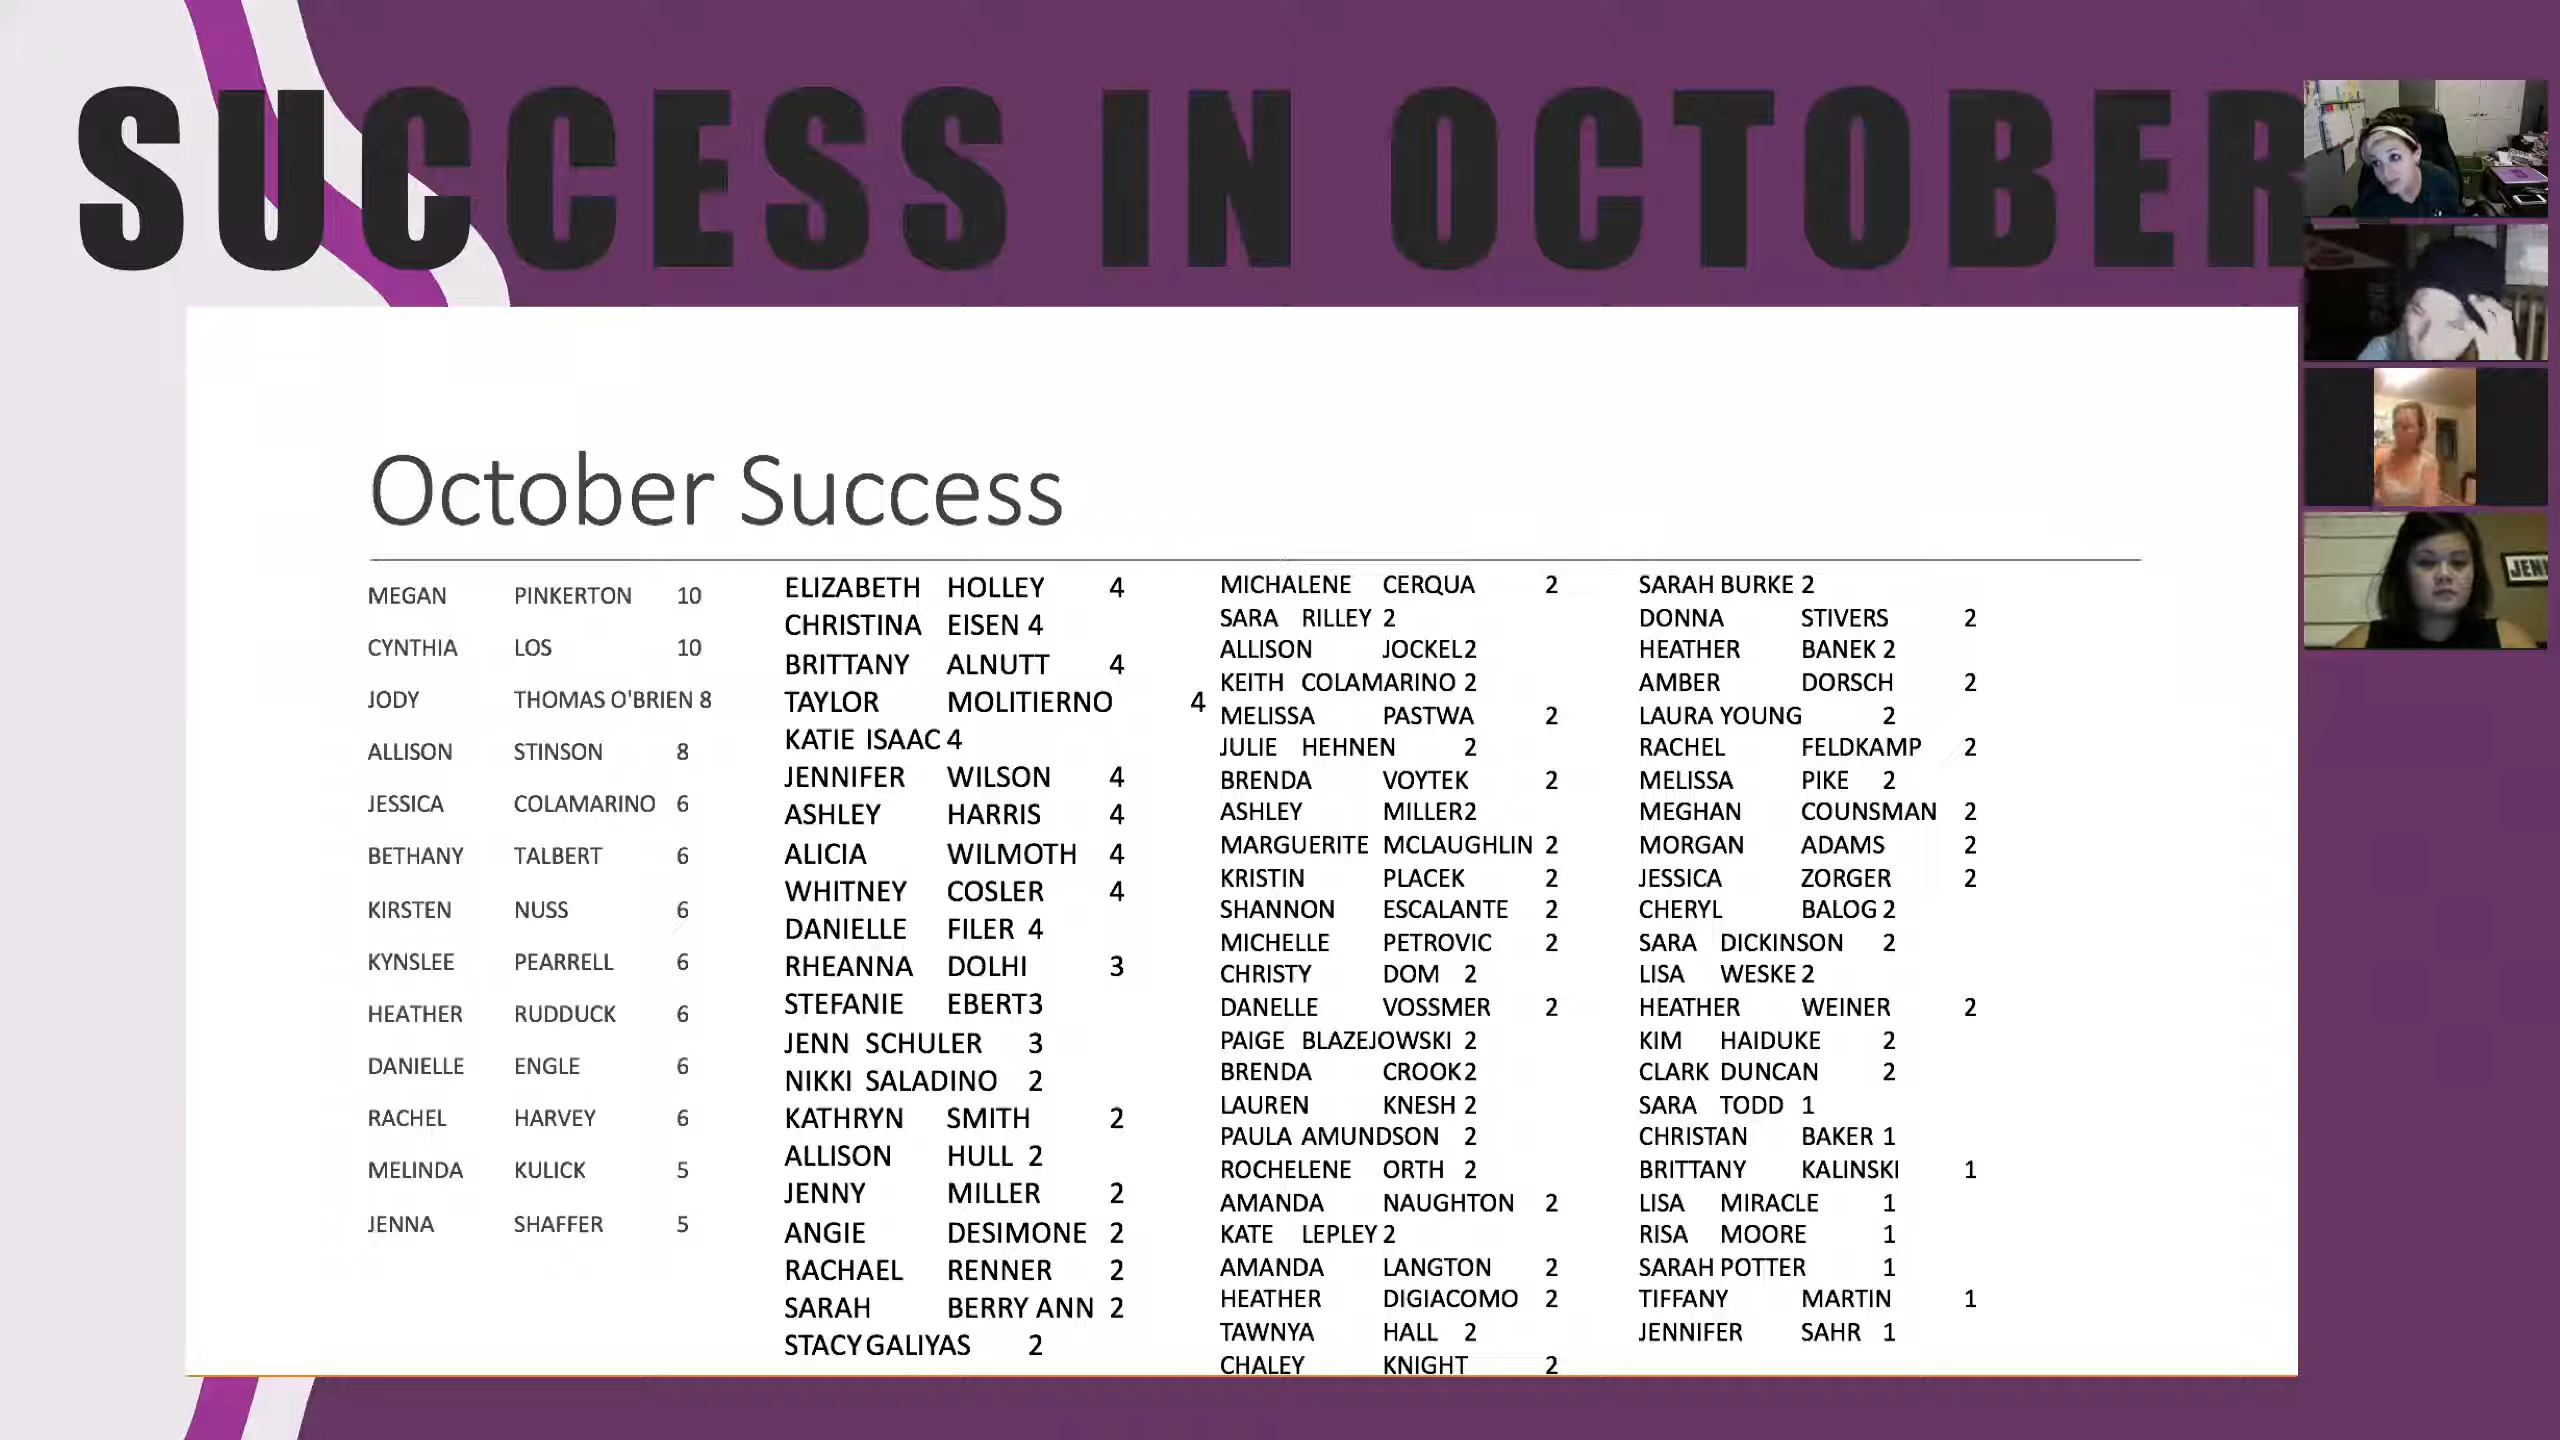 SUCCESS IN OCTOBER
October Success
MEGAN PINKERTON 10
CYNTHIA LOS 10
JODY THOMAS O'BRIEN 8
ALLISON STINSON 8
JESSICA COLAMARINO 6
BETHANY TALBERT 6
KIRSTEN NUSS 6
KYNSLEE PEARRELL 6
HEATHER RUDDUCK 6
DANIELLE ENGLE 6
RACHEL HARVEY 6
MELINDA KULICK 5
JENNA SHAFFER 5
ELIZABETH HOLLEY 4
CHRISTINA EISEN 4
BRITTANY ALNUTT 4
TAYLOR MOLITIERNO 4
KATIE ISAAC 4
JENNIFER WILSON 4
ASHLEY HARRIS 4
ALICIA WILMOTH 4
WHITNEY COSLER 4
DANIELLE FILER 4
RHEANNA DOLHI 3
STEFANIE EBERT 3
JENN SCHULER 3
NIKKI SALADINO 2
KATHRYN SMITH 2
ALLISON HULL 2
JENNY MILLER 2
ANGIE DESIMONE 2
RACHAEL RENNER 2
SARAH BERRY ANN 2
STACY GALIYAS 2
MICHALENE CERQUA 2
SARA RILLEY 2
ALLISON JOCKEL 2
KEITH COLAMARINO 2
MELISSA PASTWA 2
JULIE HEHNEN 2
BRENDA VOYTEK 2
ASHLEY MILLER 2
MARGUERITE MCLAUGHLIN 2
KRISTIN PLACEK 2
SHANNON ESCALANTE 2
MICHELLE PETROVIC 2
CHRISTY DOM 2
DANELLE VOSSMER 2
PAIGE BLAZEJOWSKI 2
BRENDA CROOK 2
LAUREN KNESH 2
PAULA AMUNDSON 2
ROCHELENE ORTH 2
AMANDA NAUGHTON 2
KATE LEPLEY 2
AMANDA LANGTON 2
HEATHER DIGIACOMO 2
TAWNYA HALL 2
CHALEY KNIGHT 2
SARAH BURKE 2
DONNA STIVERS 2
HEATHER BANEK 2
AMBER DORSCH 2
LAURA YOUNG 2
RACHEL FELDKAMP 2
MELISSA PIKE 2
MEGHAN COUNSMAN 2
MORGAN ADAMS 2
JESSICA ZORGER 2
CHERYL BALOG 2
SARA DICKINSON 2
LISA WESKE 2
HEATHER WEINER 2
KIM HAIDUKE 2
CLARK DUNCAN 2
SARA TODD 1
CHRISTAN BAKER 1
BRITTANY KALINSKI 1
LISA MIRACLE 1
RISA MOORE 1
SARAH POTTER 1
TIFFANY MARTIN 1
JENNIFER SAHR 1